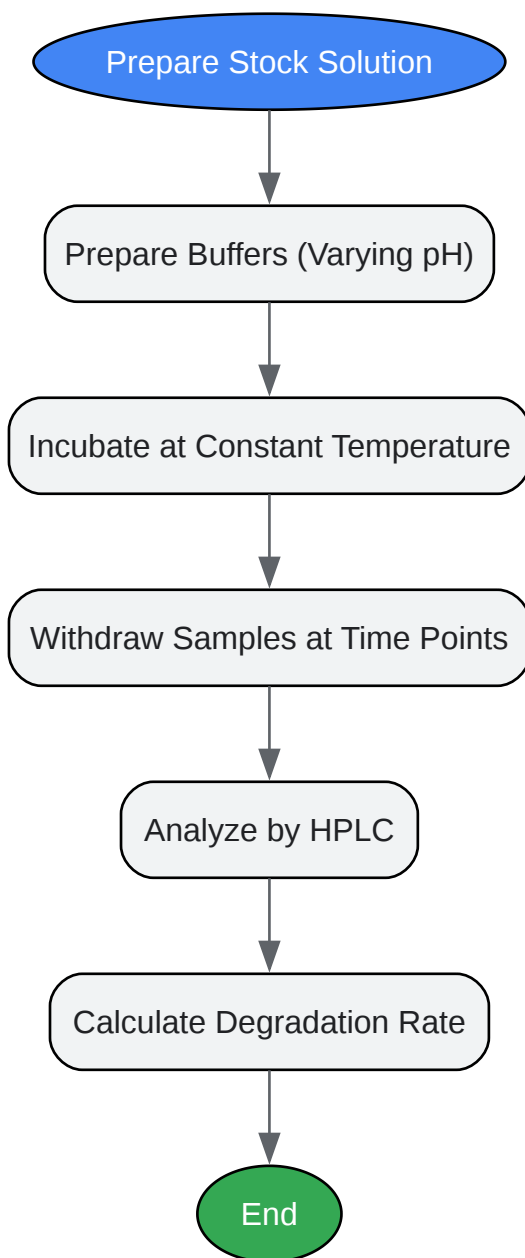 Prepare Stock Solution
Prepare Buffers (Varying pH)
Incubate at Constant Temperature
Withdraw Samples at Time Points
Analyze by HPLC
Calculate Degradation Rate
End